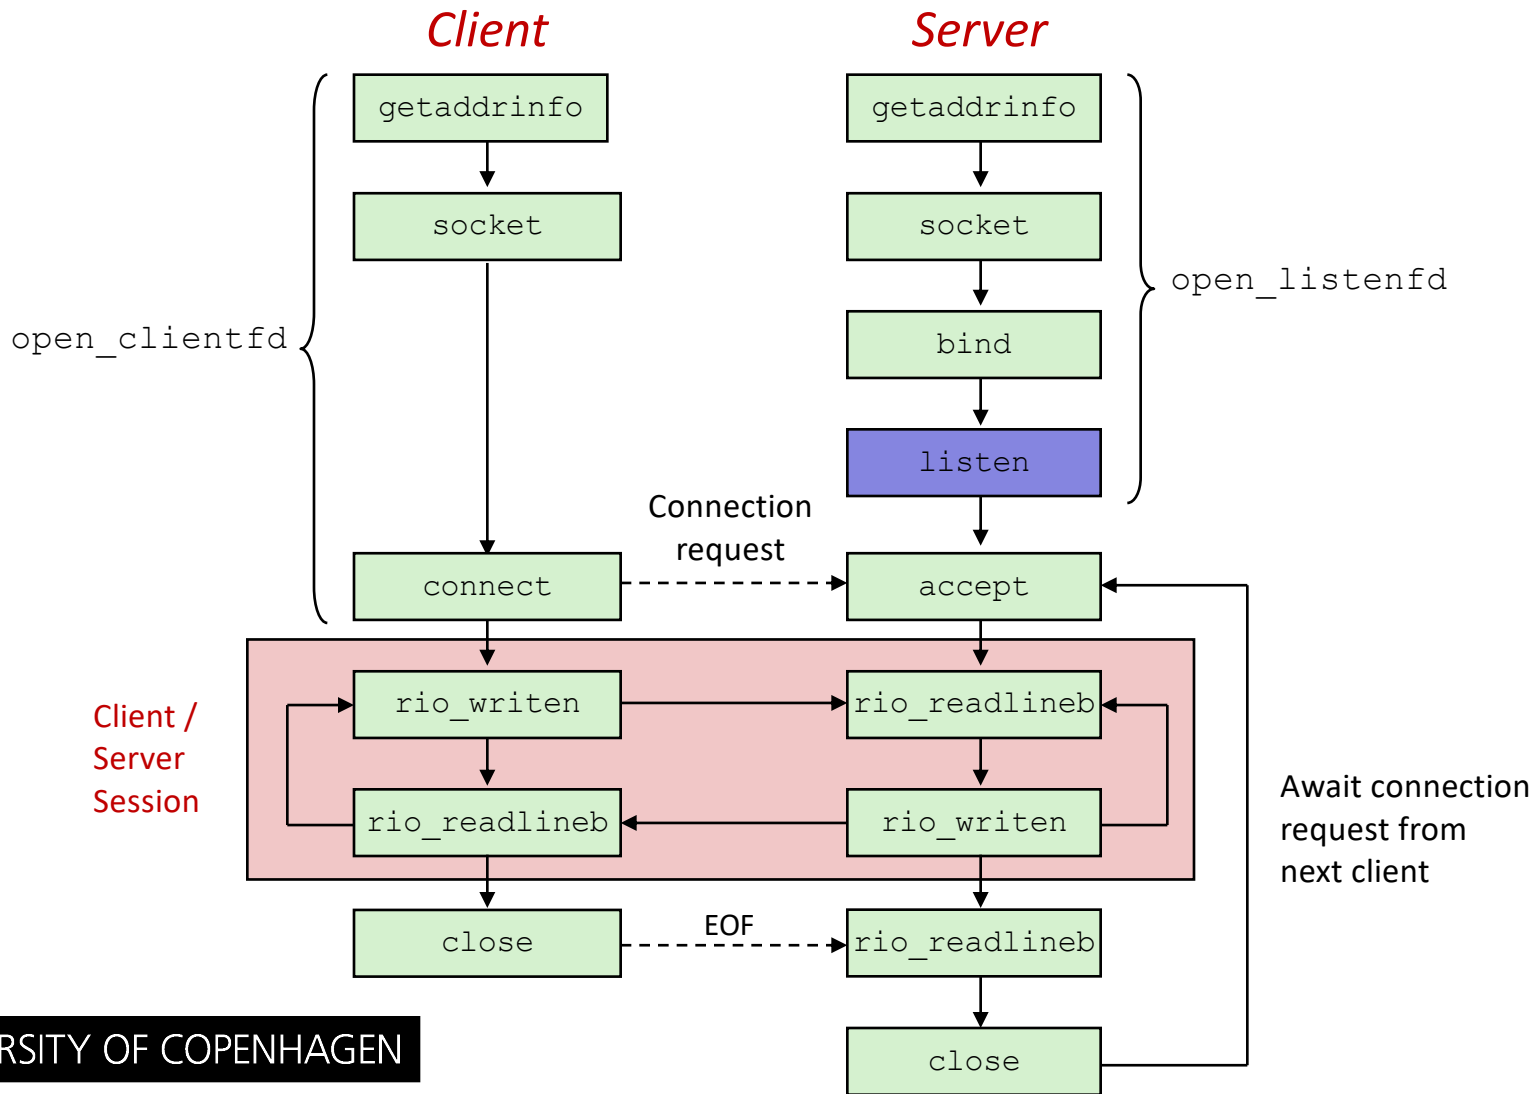 Client
Server
getaddrinfo
getaddrinfo
socket
socket
open_listenfd
open_clientfd
bind
listen
Connection
request
connect
accept
Client /
Server
Session
rio_writen
rio_readlineb
rio_readlineb
rio_writen
Await connection
request from
next client
close
EOF
rio_readlineb
close
RSITY OF COPENHAGEN